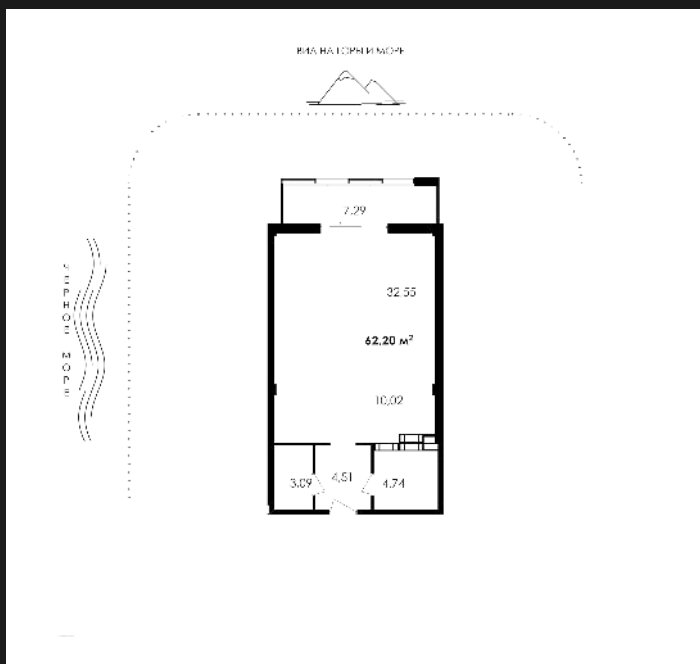 ВИД НА ГОРЫ И МОРЕ
7.29
32.55
62,20 м²
10,02
3.09
4,51
4.74
ЧЕРНОЕ МОРЕ